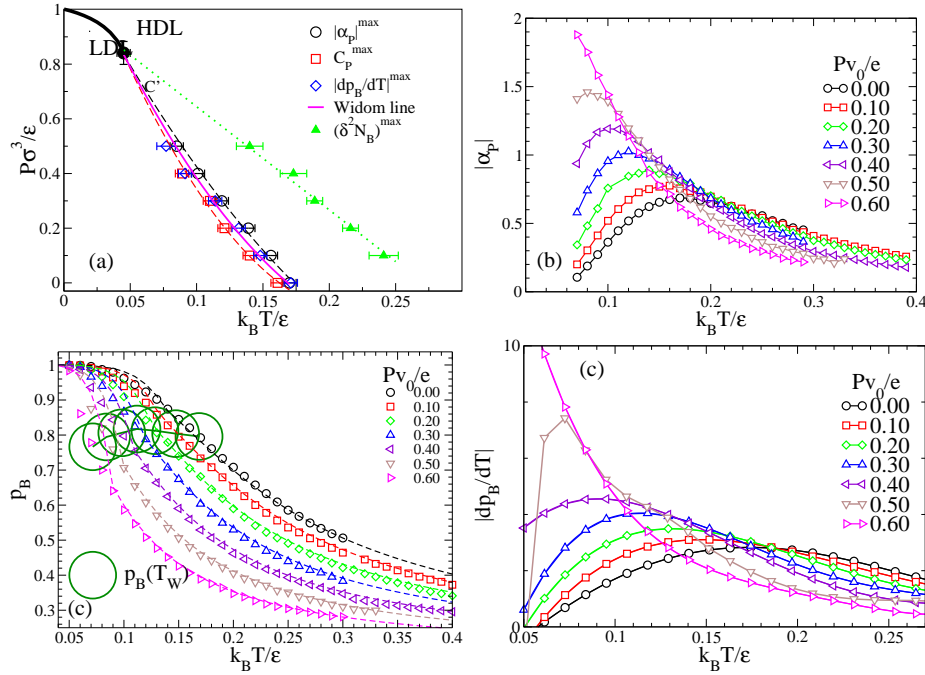 HDL
LDL
C'
|α_P|^max
C_P^max
|dp_B/dT|^max
Widom line
(δ²N_B)^max
Pσ³/ε
1
0.8
0.6
0.4
0.2
0
(a)
0 0.05 0.1 0.15 0.2 0.25
k_BT/ε
|α_P|
2
1.5
1
0.5
0
Pv_0/e
0.00
0.10
0.20
0.30
0.40
0.50
0.60
(b)
0.1 0.2 0.3 0.4
k_BT/ε
p_B
1
0.9
0.8
0.7
0.6
0.5
0.4
0.3
Pv_0/e
0.00
0.10
0.20
0.30
0.40
0.50
0.60
p_B(T_W)
(c)
0.05 0.1 0.15 0.2 0.25 0.3 0.35 0.4
k_BT/ε
|dp_B/dT|
10
0
(c)
Pv_0/e
0.00
0.10
0.20
0.30
0.40
0.50
0.60
0.05 0.1 0.15 0.2 0.25
k_BT/ε